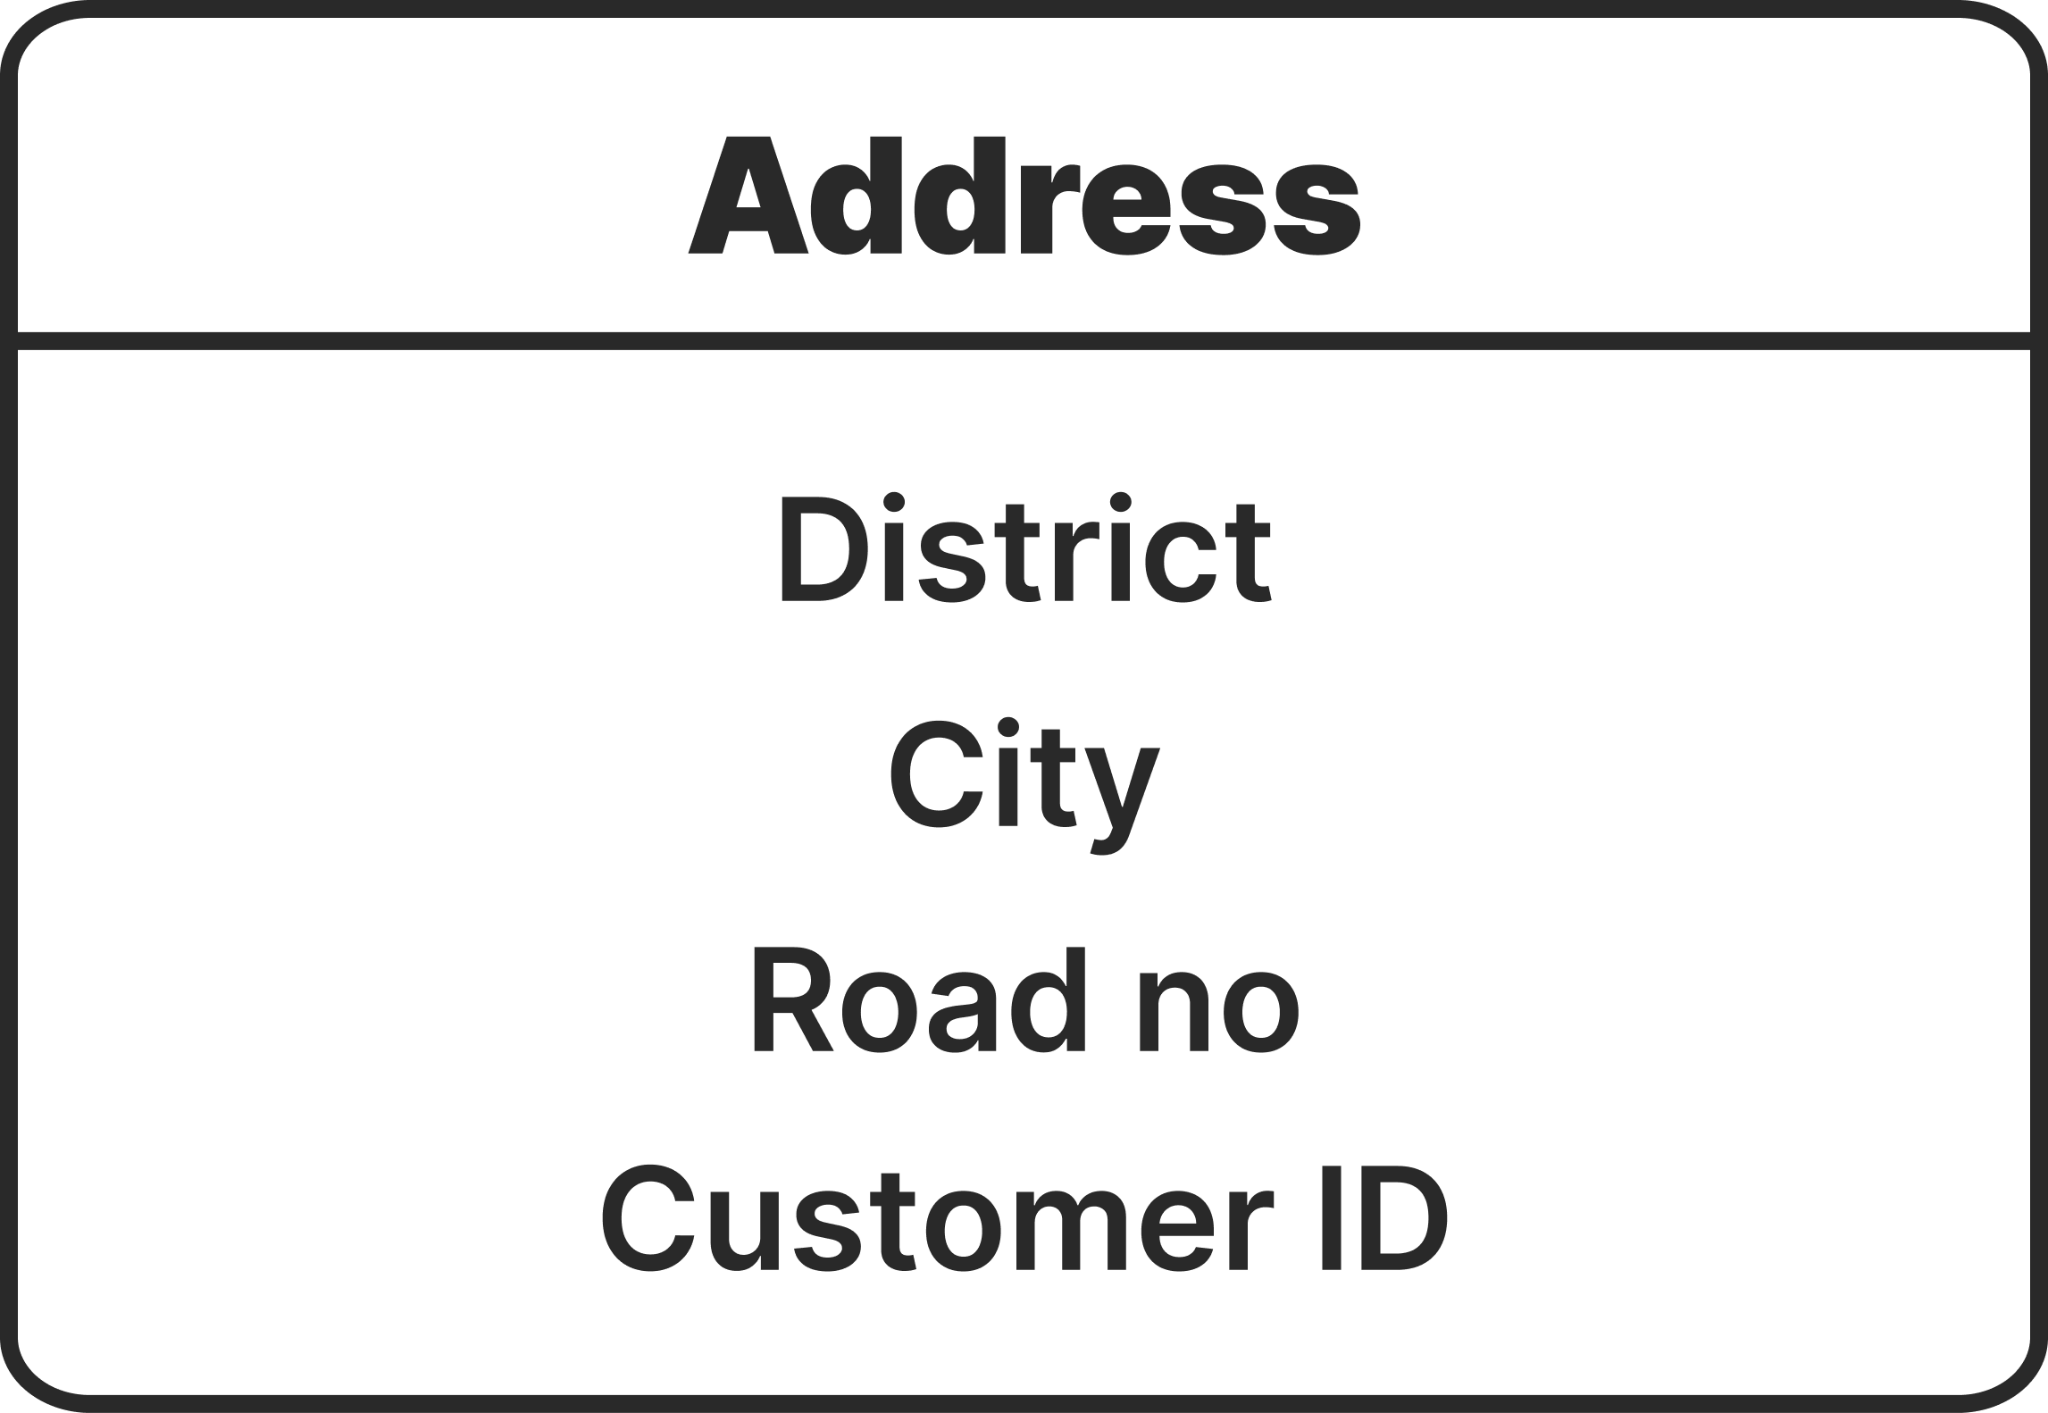 Address
District
City
Road no
Customer ID